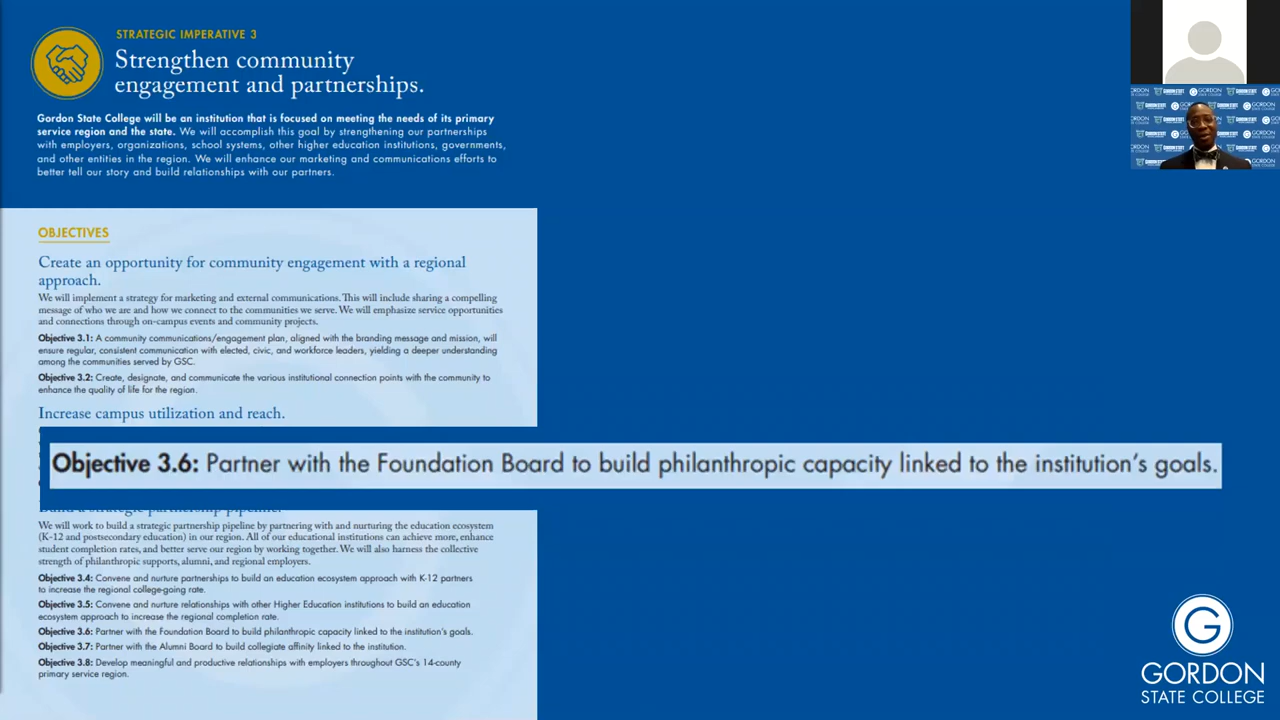 STRATEGIC IMPERATIVE 3
Strengthen community
engagement and partnerships.
Gordon State College will be an institution that is focused on meeting the needs of its primary
service region and the state. We will accomplish this goal by strengthening our partnerships
with employers, organizations, school systems, other higher education institutions, governments,
and other entities in the region. We will enhance our marketing and communications efforts to
better tell our story and build relationships with our partners.
OBJECTIVES
Create an opportunity for community engagement with a regional
approach.
We will implement a strategy for marketing and external communications. This will include sharing a compelling
message of who we are and how we connect to the communities we serve. We will emphasize service opportunities
and connections through on-campus events and community projects.
Objective 3.1: A community communications/engagement plan, aligned with the branding message and mission, will
ensure regular, consistent communication with elected, civic, and workforce leaders, yielding a deeper understanding
among the communities served by GSC.
Objective 3.2: Create, designate, and communicate the various institutional connection points with the community to
enhance the quality of life for the region.
Increase campus utilization and reach.
Objective 3.6: Partner with the Foundation Board to build philanthropic capacity linked to the institution's goals.
Build a strategic partnership pipeline.
We will work to build a strategic partnership pipeline by partnering with and nurturing the education ecosystem
(K-12 and postsecondary education) in our region. All of our educational institutions can achieve more, enhance
student completion rates, and better serve our region by working together. We will also harness the collective
strength of philanthropic supports, alumni, and regional employers.
Objective 3.4: Convene and nurture partnerships to build an education ecosystem approach with K-12 partners
to increase the regional college-going rate.
Objective 3.5: Convene and nurture relationships with other Higher Education institutions to build an education
ecosystem approach to increase the regional completion rate.
Objective 3.6: Partner with the Foundation Board to build philanthropic capacity linked to the institution's goals.
Objective 3.7: Partner with the Alumni Board to build collegiate affinity linked to the institution.
Objective 3.8: Develop meaningful and productive relationships with employers throughout GSC's 14-county
primary service region.
G
GORDON
STATE COLLEGE